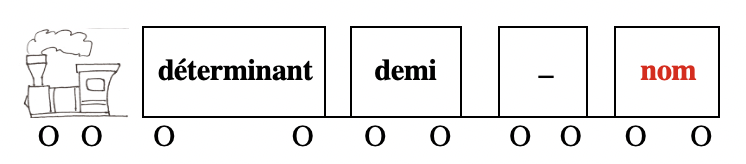 déterminant demi – nom
O O O O O O O O O O